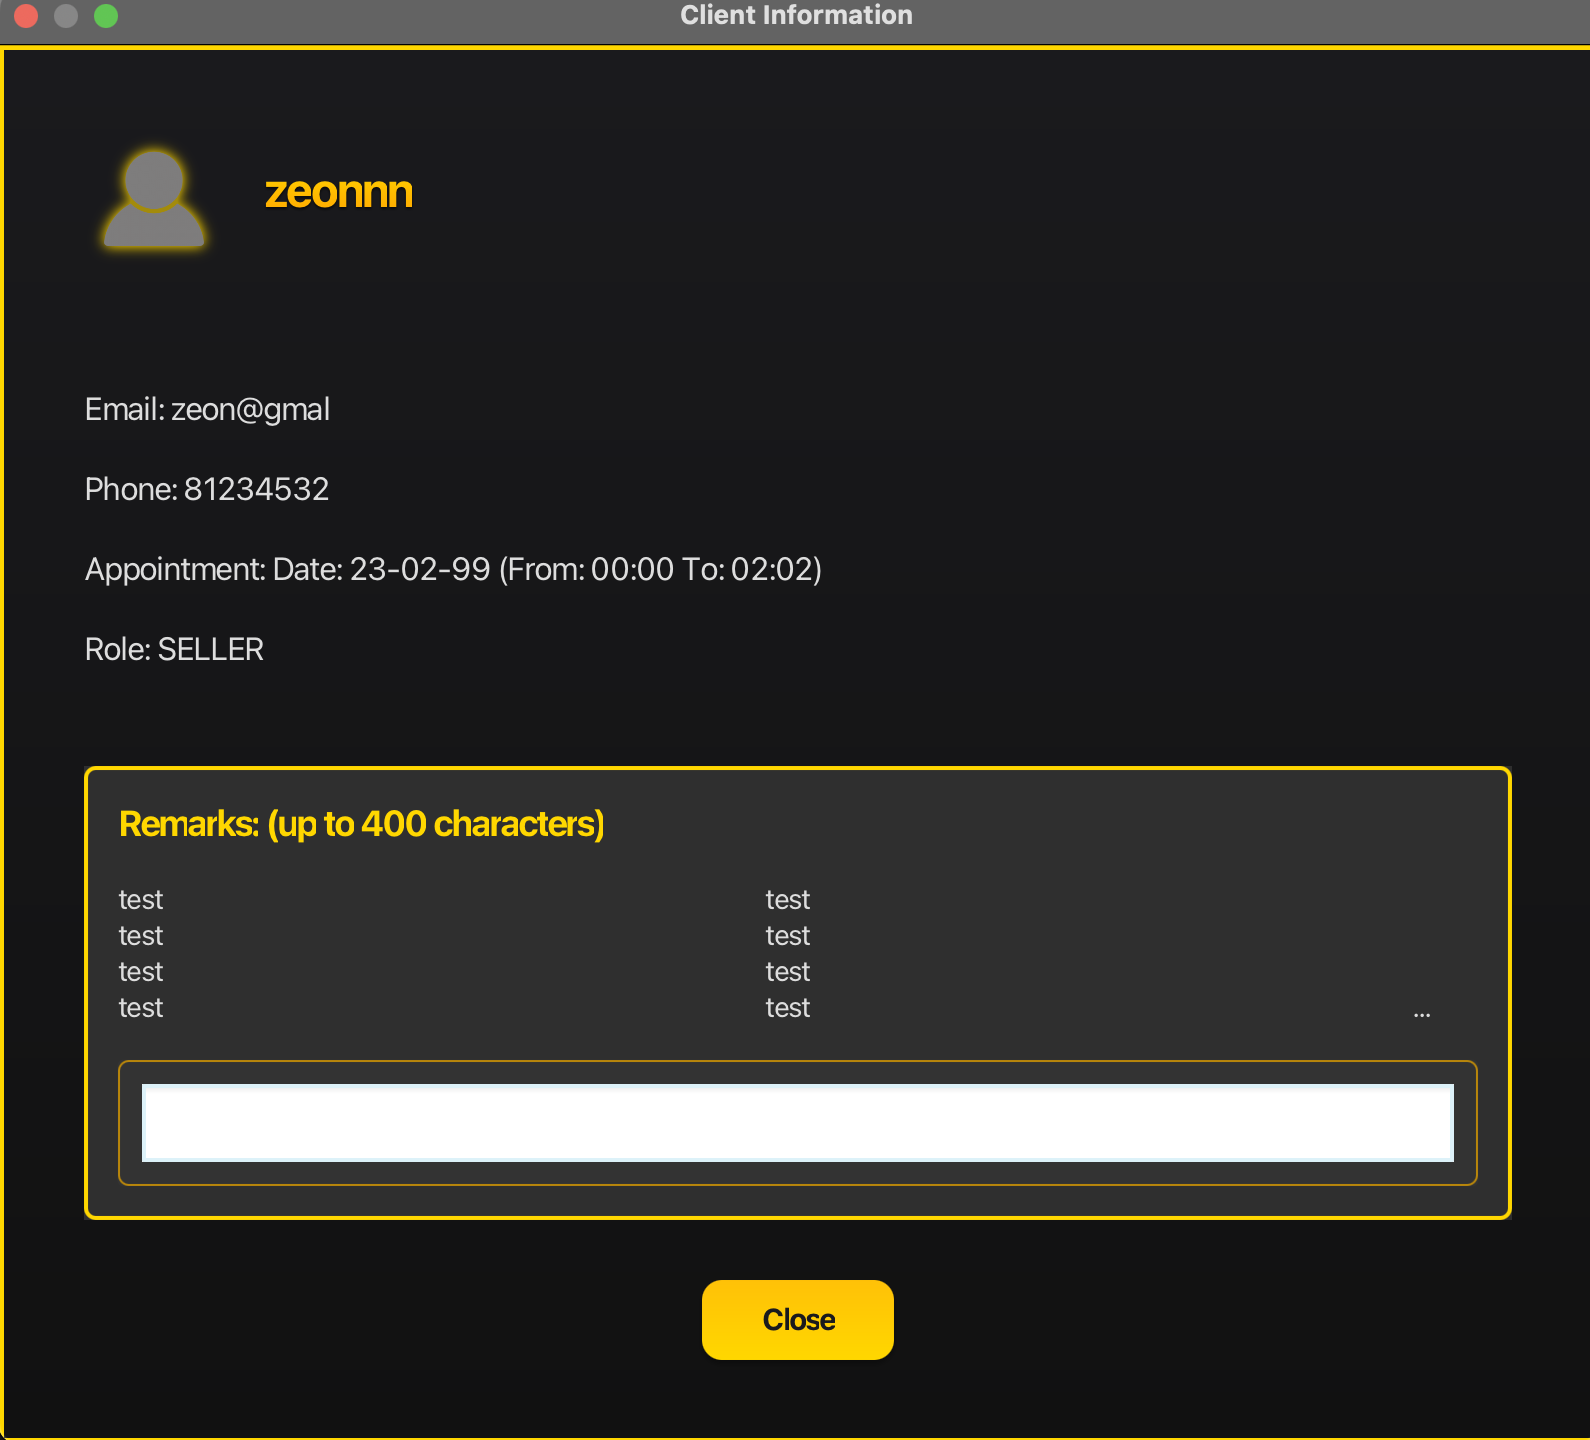 Client Information
zeonnn
Email: zeon@gmal
Phone: 81234532
Appointment: Date: 23-02-99 (From: 00:00 To: 02:02)
Role: SELLER
Remarks: (up to 400 characters)
test test
test test
test test
test test ...
Close